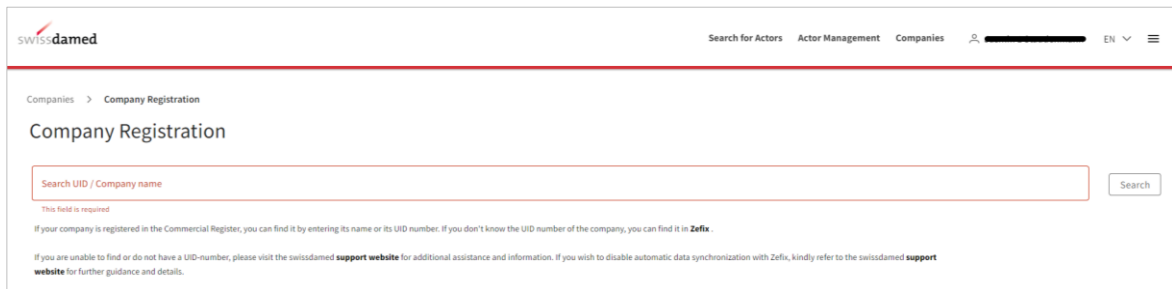 swissdamed
Search for Actors Actor Management Companies EN
Companies > Company Registration
Company Registration
Search UID / Company name
Search
This field is required
If your company is registered in the Commercial Register, you can find it by entering its name or its UID number. If you don't know the UID number of the company, you can find it in Zefix .
If you are unable to find or do not have a UID-number, please visit the swissdamed support website for additional assistance and information. If you wish to disable automatic data synchronization with Zefix, kindly refer to the swissdamed support
website for further guidance and details.